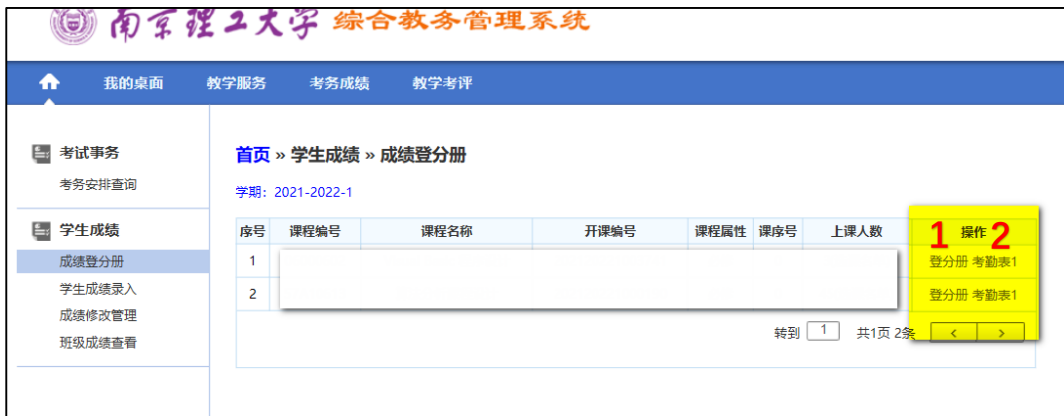 南京理工大学 综合教务管理系统
我的桌面 教学服务 考务成绩 教学考评
考试事务
考务安排查询
学生成绩
成绩登分册
学生成绩录入
成绩修改管理
班级成绩查看
首页 » 学生成绩 » 成绩登分册
学期：2021-2022-1
序号 课程编号 课程名称 开课编号 课程属性 课序号 上课人数 1 操作 2
1 登分册 考勤表1
2 登分册 考勤表1
转到 1 共1页 2条 < >